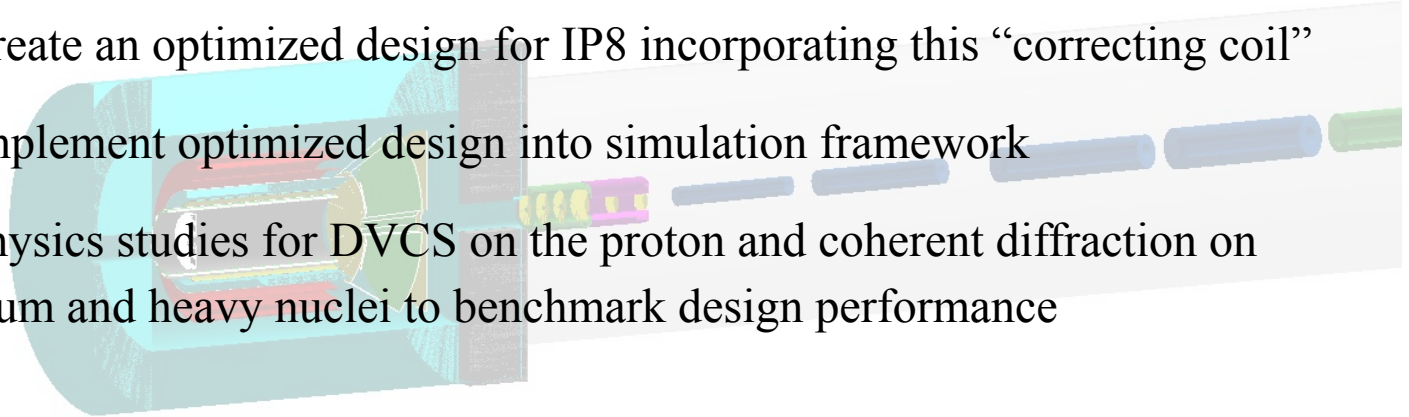 reate an optimized design for IP8 incorporating this “correcting coil”
nplement optimized design into simulation framework
hysics studies for DVCS on the proton and coherent diffraction on
um and heavy nuclei to benchmark design performance